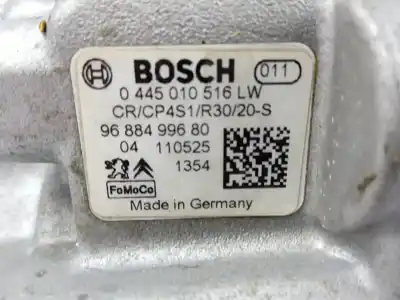 BOSCH 011
0 445 010 516 LW
CR/CP4S1/R30/20-S
96 884 996 80
04 110525
1354
FoMoCo
Made in Germany